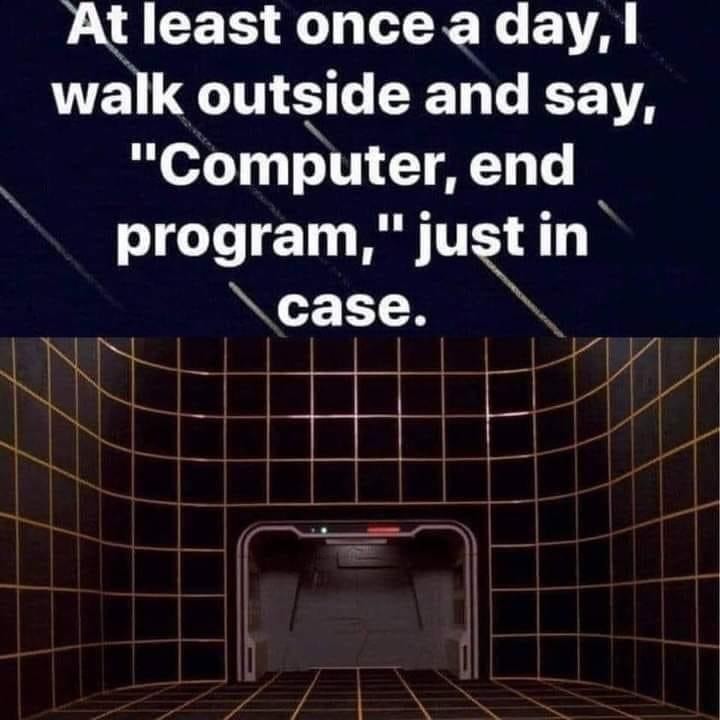 At least once a day, I
walk outside and say,
"Computer, end
program," just in
case.